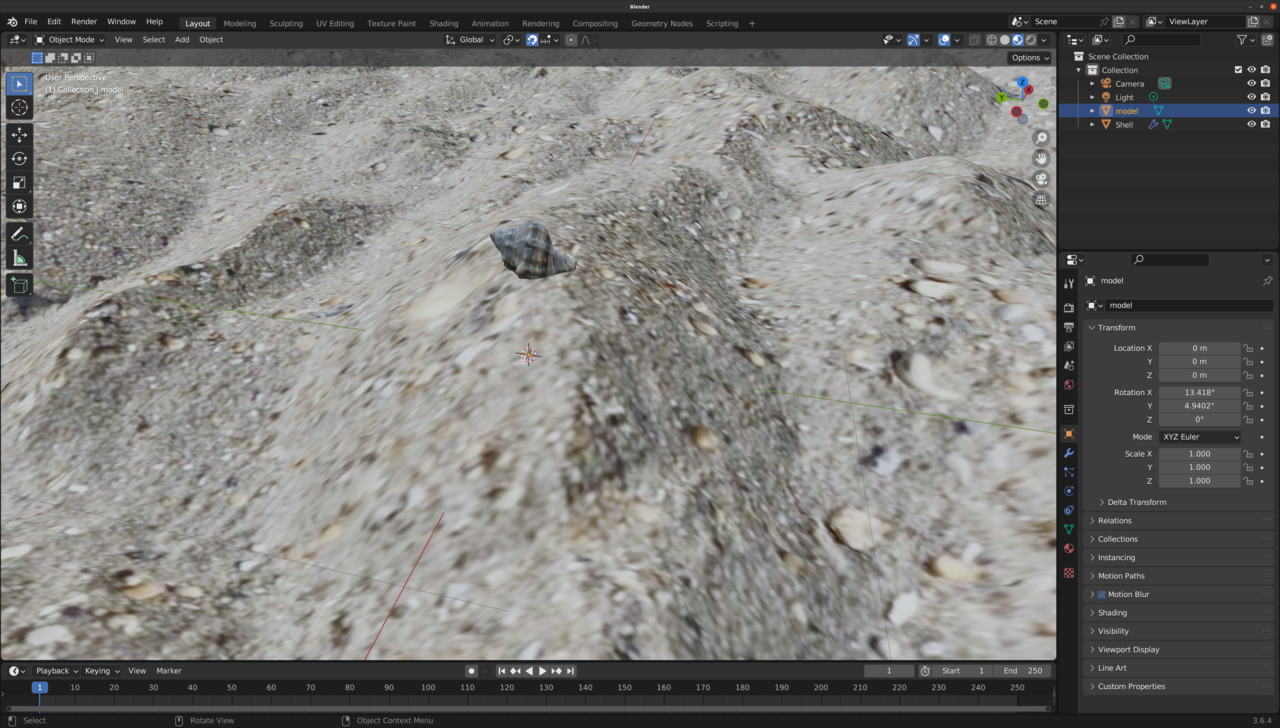 Blender
File Edit Render Window Help Layout Modeling Sculpting UV Editing Texture Paint Shading Animation Rendering Compositing Geometry Nodes Scripting + Scene ViewLayer
Object Mode View Select Add Object Global
Options
User Perspective
(1) Collection | model
Z
X
Y
Scene Collection
Collection
Camera
Light
model
Shell
model
model
Transform
Location X 0 m
Y 0 m
Z 0 m
Rotation X 13.418°
Y 4.9402°
Z 0°
Mode XYZ Euler
Scale X 1.000
Y 1.000
Z 1.000
Delta Transform
Relations
Collections
Instancing
Motion Paths
Motion Blur
Shading
Visibility
Viewport Display
Line Art
Custom Properties
Playback Keying View Marker 1 Start 1 End 250
1 10 20 30 40 50 60 70 80 90 100 110 120 130 140 150 160 170 180 190 200 210 220 230 240 250
Select Rotate View Object Context Menu 3.6.4